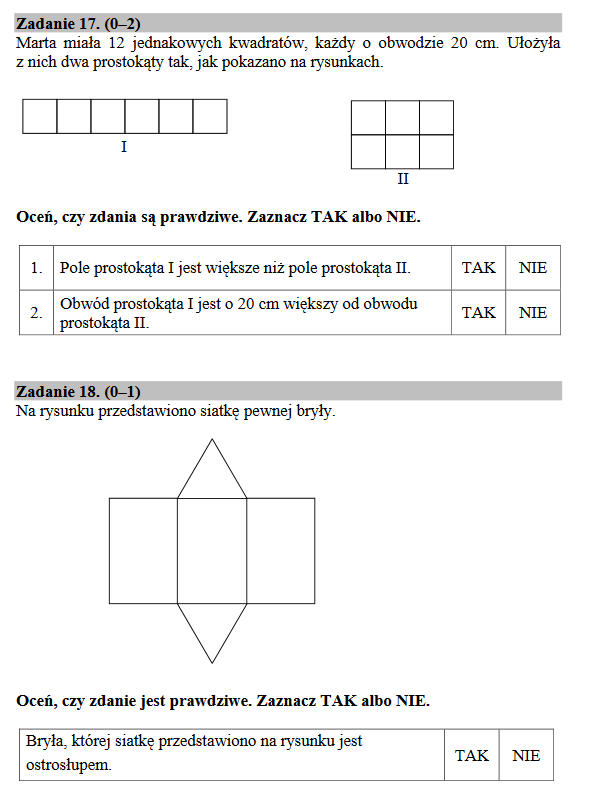 Zadanie 17. (0–2)
Marta miała 12 jednakowych kwadratów, każdy o obwodzie 20 cm. Ułożyła
z nich dwa prostokąty tak, jak pokazano na rysunkach.
I
II
Oceń, czy zdania są prawdziwe. Zaznacz TAK albo NIE.
1. Pole prostokąta I jest większe niż pole prostokąta II. TAK NIE
2. Obwód prostokąta I jest o 20 cm większy od obwodu
prostokąta II. TAK NIE
Zadanie 18. (0–1)
Na rysunku przedstawiono siatkę pewnej bryły.
Oceń, czy zdanie jest prawdziwe. Zaznacz TAK albo NIE.
Bryła, której siatkę przedstawiono na rysunku jest
ostrosłupem. TAK NIE